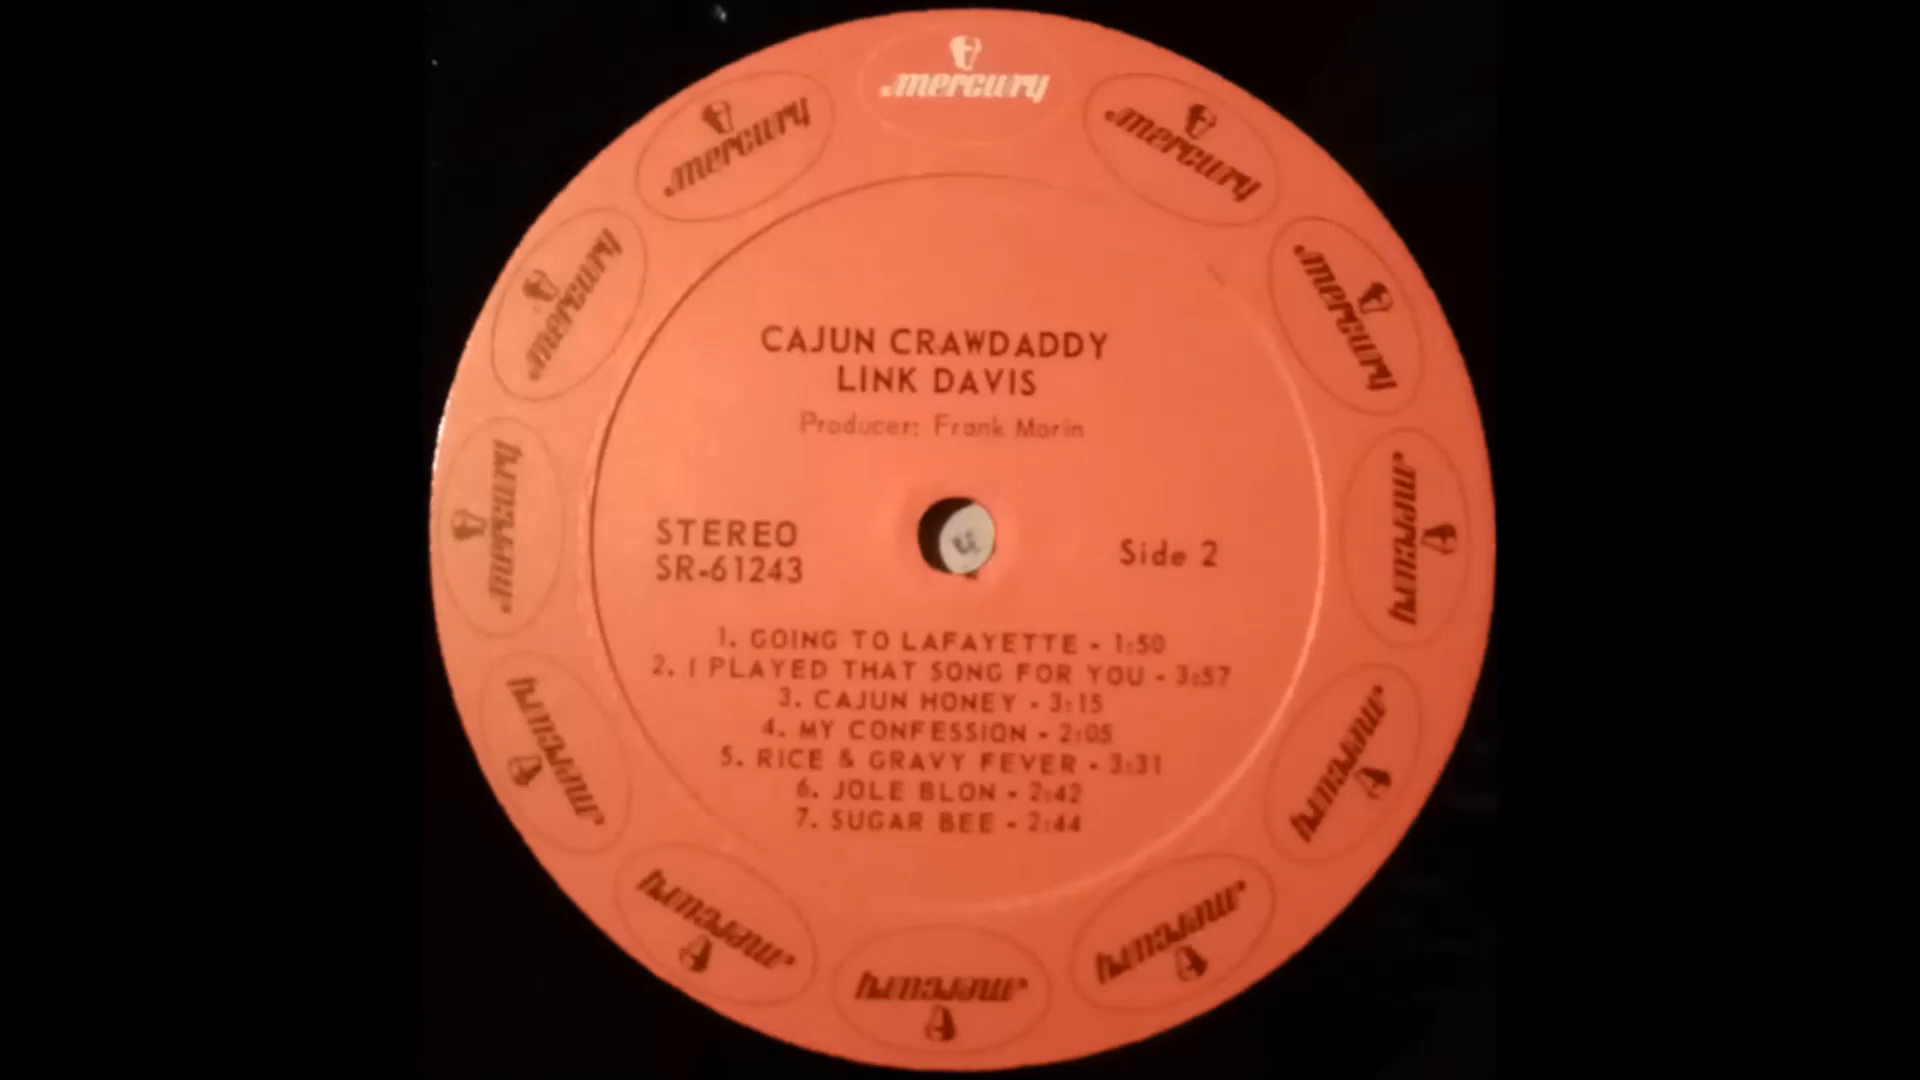 mercury
mercury
mercury
mercury
mercury
mercury
mercury
CAJUN CRAWDADDY
LINK DAVIS
Producer: Frank Morin
STEREO
SR-61243
Side 2
1. GOING TO LAFAYETTE - 1:50
2. I PLAYED THAT SONG FOR YOU - 3:57
3. CAJUN HONEY - 3:15
4. MY CONFESSION - 2:05
5. RICE & GRAVY FEVER - 3:31
6. JOLE BLON - 2:42
7. SUGAR BEE - 2:44
mercury
mercury
mercury
mercury
mercury